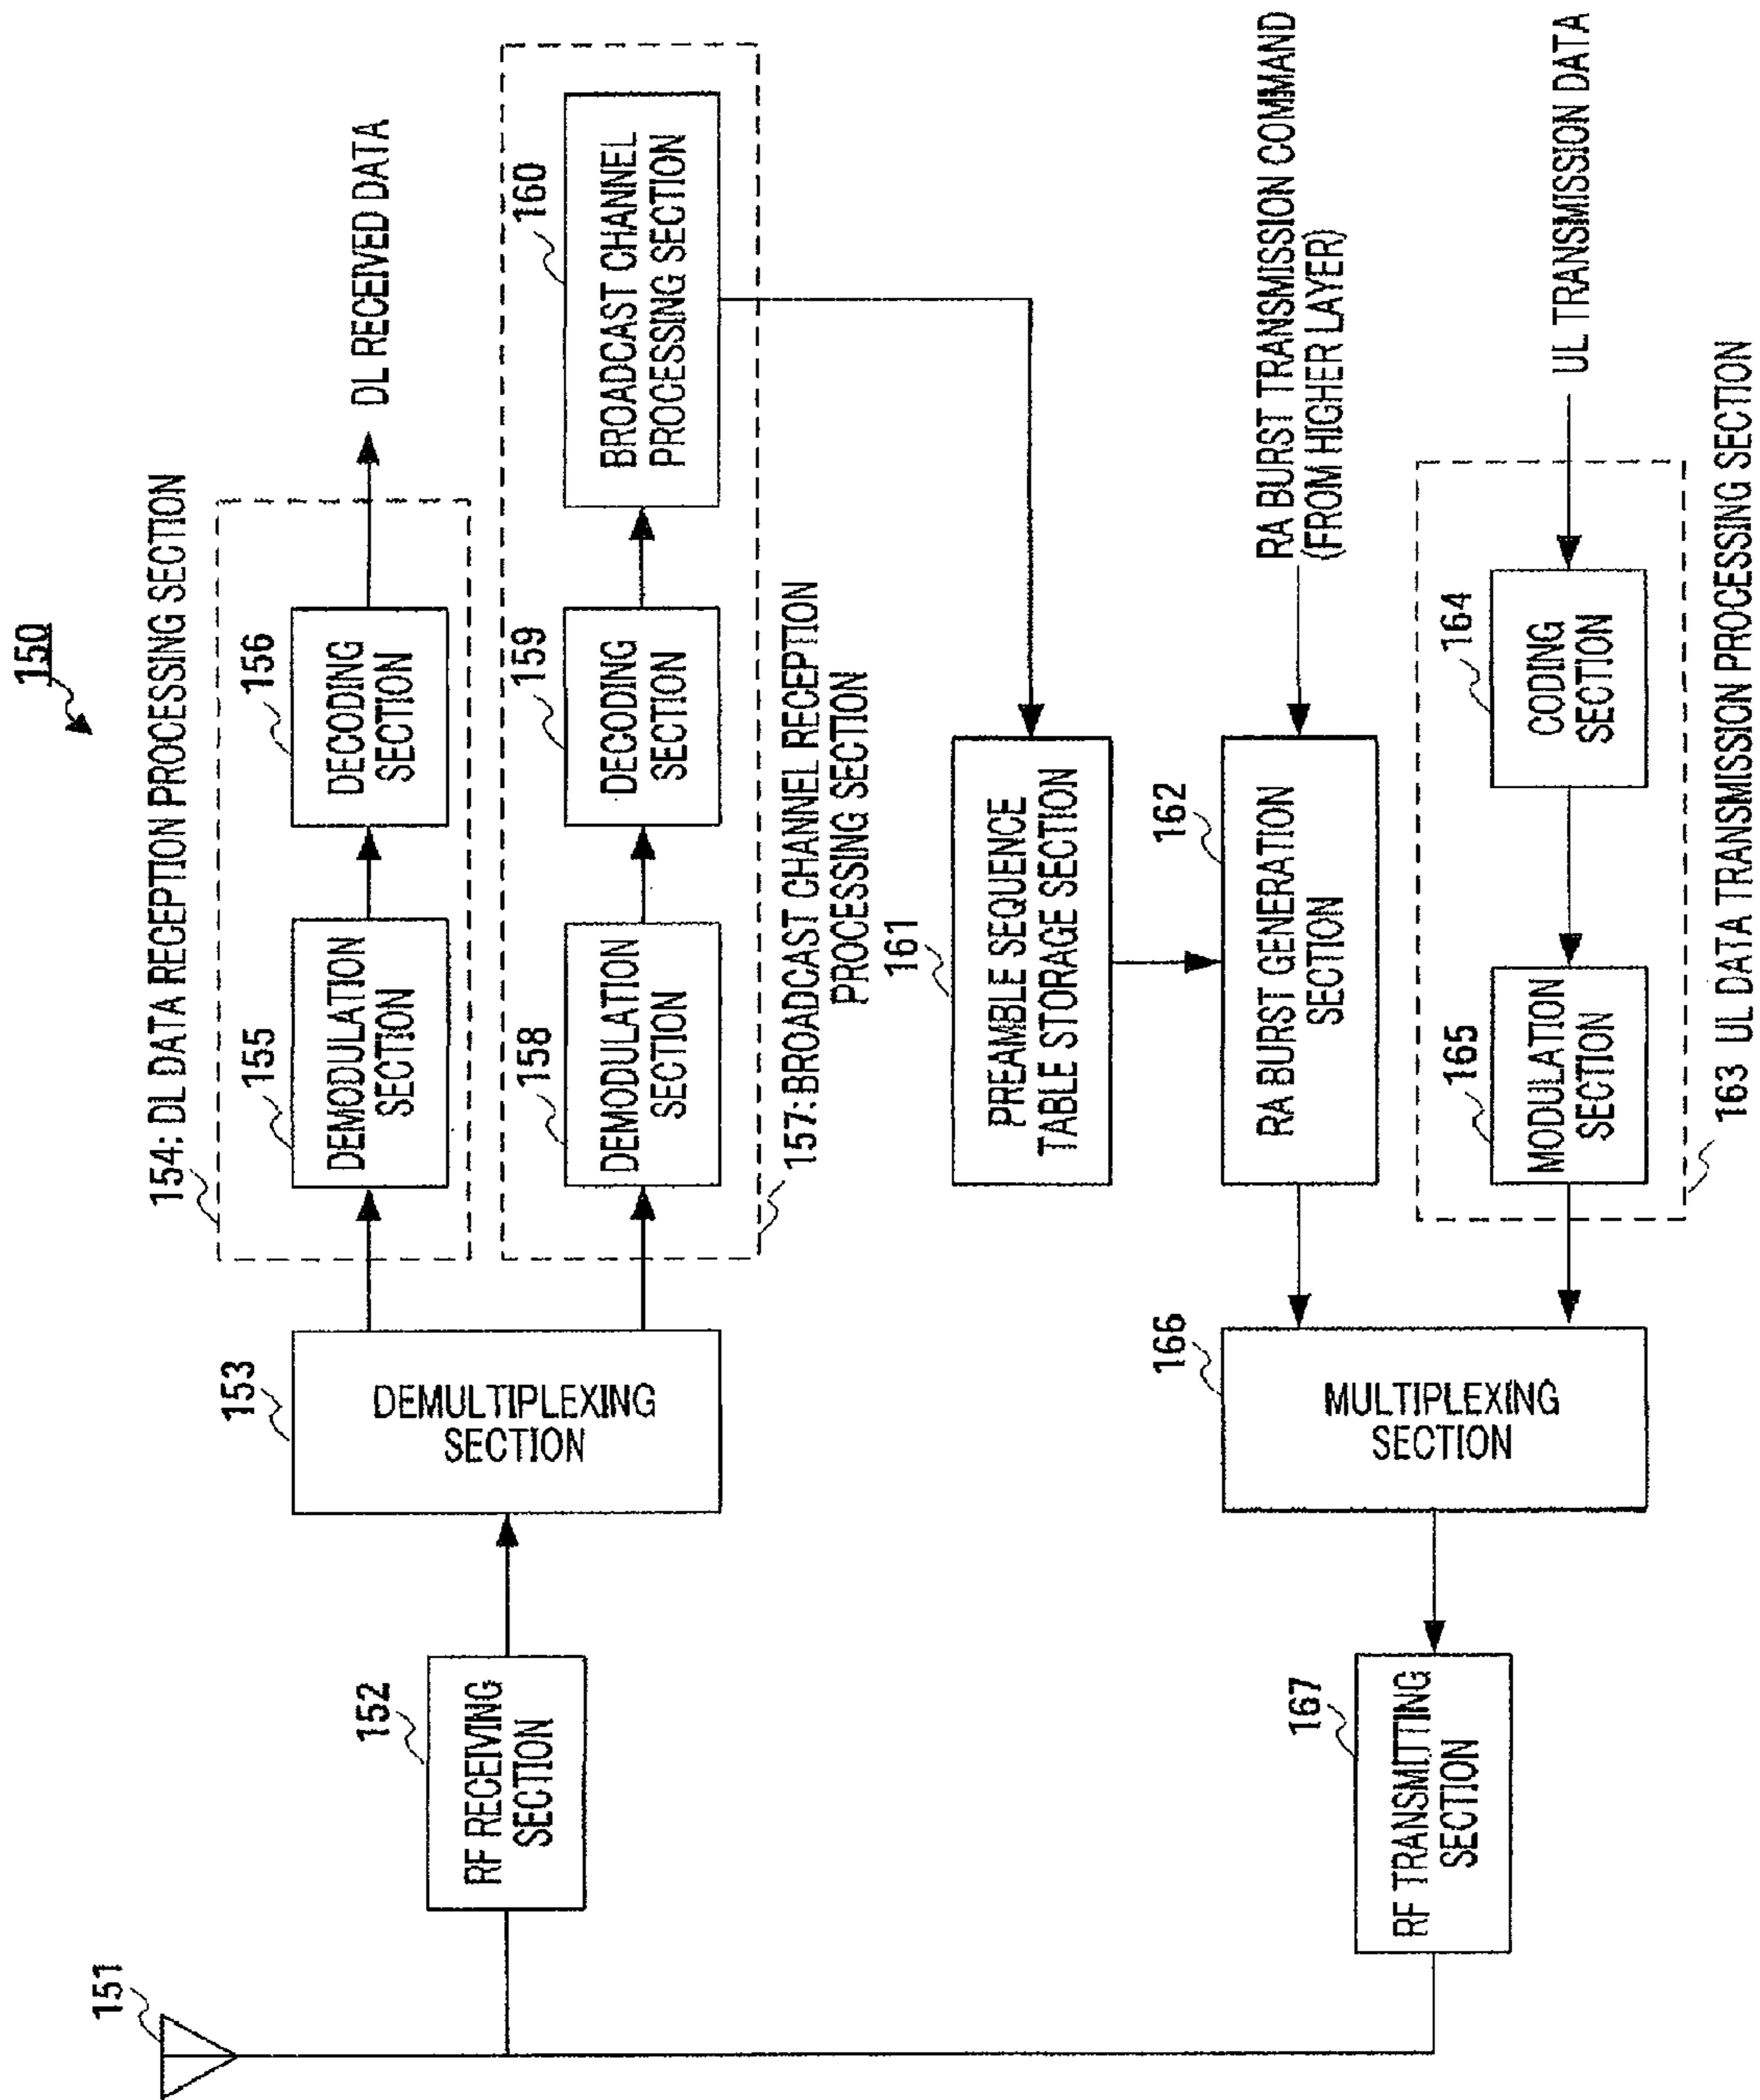 150
154: DL DATA RECEPTION PROCESSING SECTION
151
152
RF RECEIVING
SECTION
153
DEMULTIPLEXING
SECTION
155
DEMODULATION
SECTION
156
DECODING
SECTION
DL RECEIVED DATA
158
DEMODULATION
SECTION
159
DECODING
SECTION
160
BROADCAST CHANNEL
PROCESSING SECTION
157: BROADCAST CHANNEL RECEPTION
PROCESSING SECTION
161
PREAMBLE SEQUENCE
TABLE STORAGE SECTION
162
RA BURST GENERATION
SECTION
RA BURST TRANSMISSION COMMAND
(FROM HIGHER LAYER)
167
RF TRANSMITTING
SECTION
166
MULTIPLEXING
SECTION
165
MODULATION
SECTION
164
CODING
SECTION
UL TRANSMISSION DATA
163 UL DATA TRANSMISSION PROCESSING SECTION